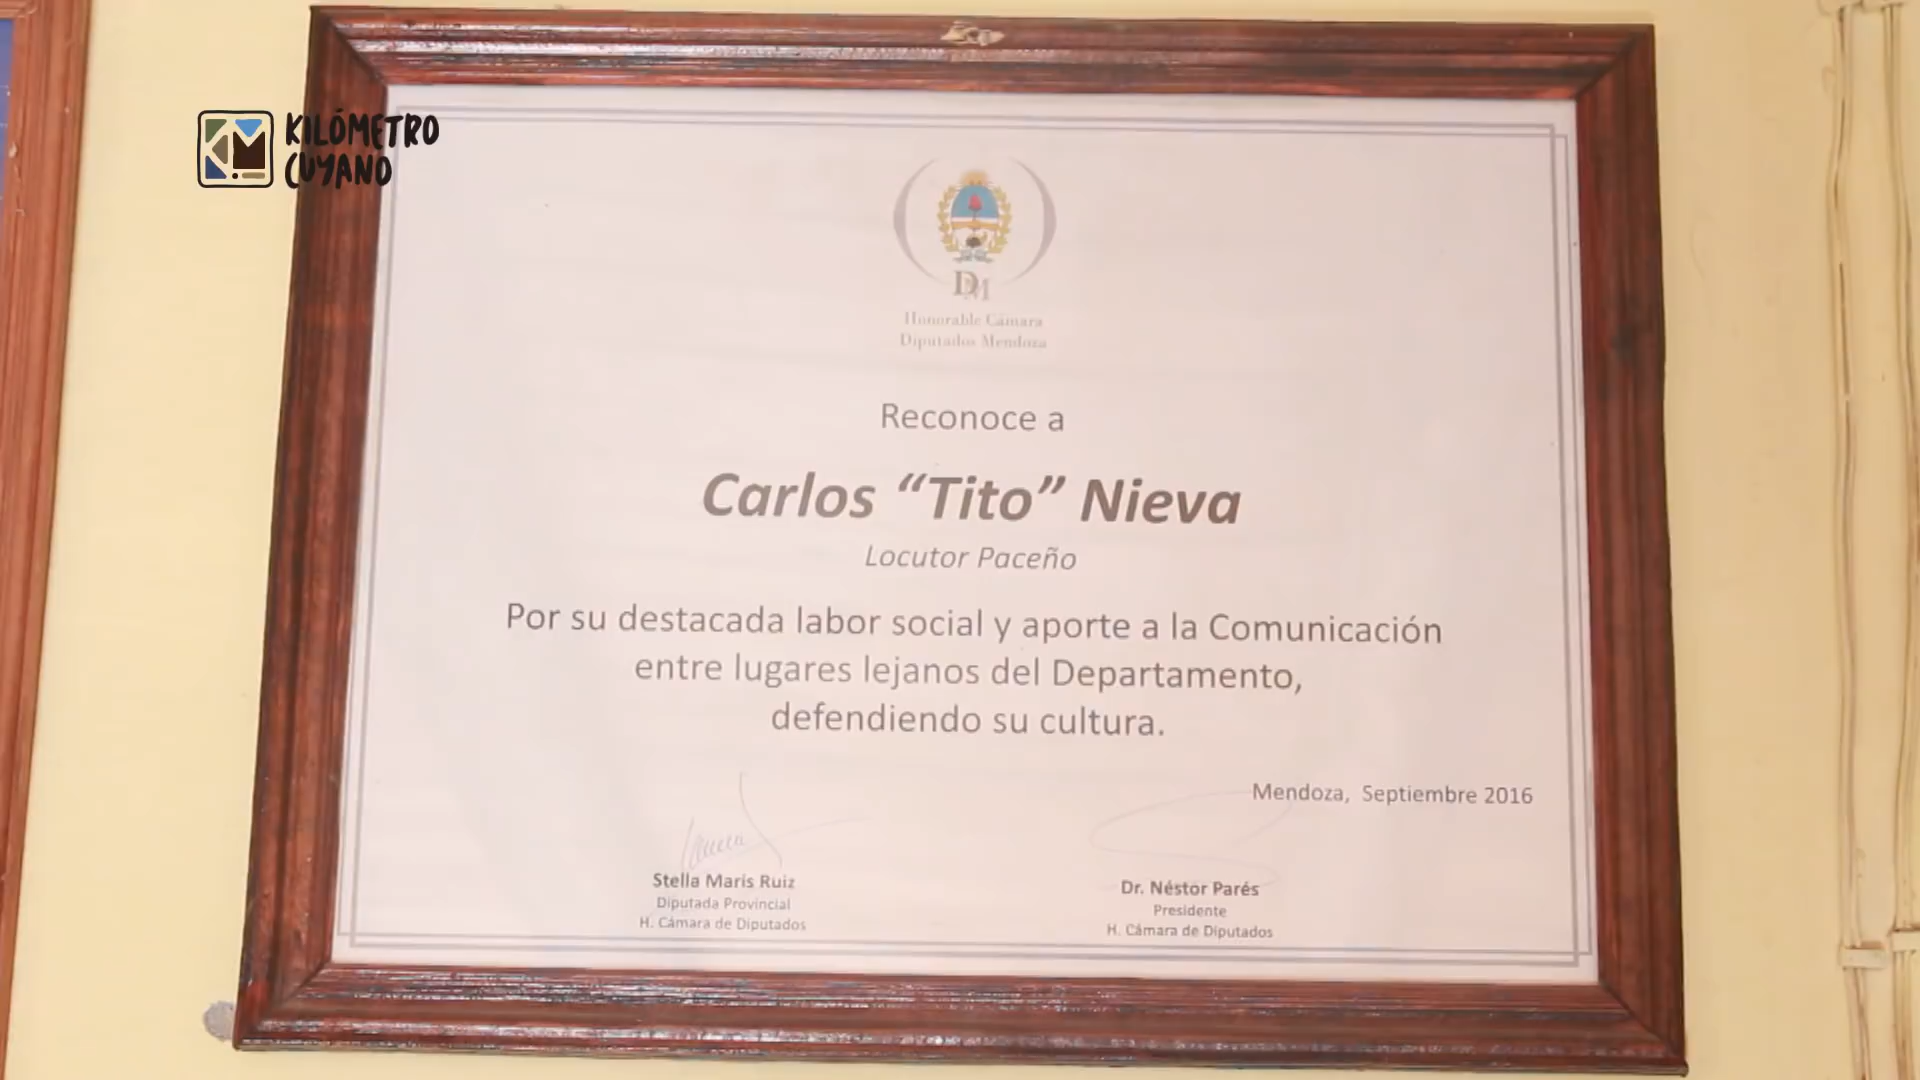 KILÓMETRO
CUYANO
DM
Honorable Cámara
Diputados Mendoza
Reconoce a
Carlos “Tito” Nieva
Locutor Paceño
Por su destacada labor social y aporte a la Comunicación
entre lugares lejanos del Departamento,
defendiendo su cultura.
Mendoza, Septiembre 2016
Stella Maris Ruiz
Diputada Provincial
H. Cámara de Diputados
Dr. Néstor Parés
Presidente
H. Cámara de Diputados